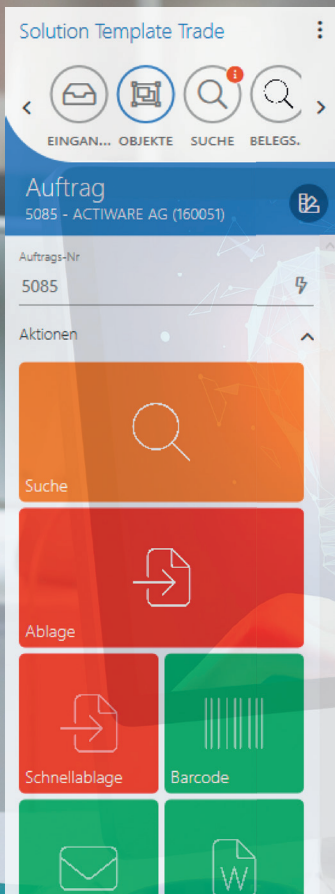 Solution Template Trade
i
EINGAN... OBJEKTE SUCHE BELEGS.
Auftrag
5085 - ACTIWARE AG (160051)
Auftrags-Nr
5085
Aktionen
Suche
Ablage
Schnellablage Barcode
W